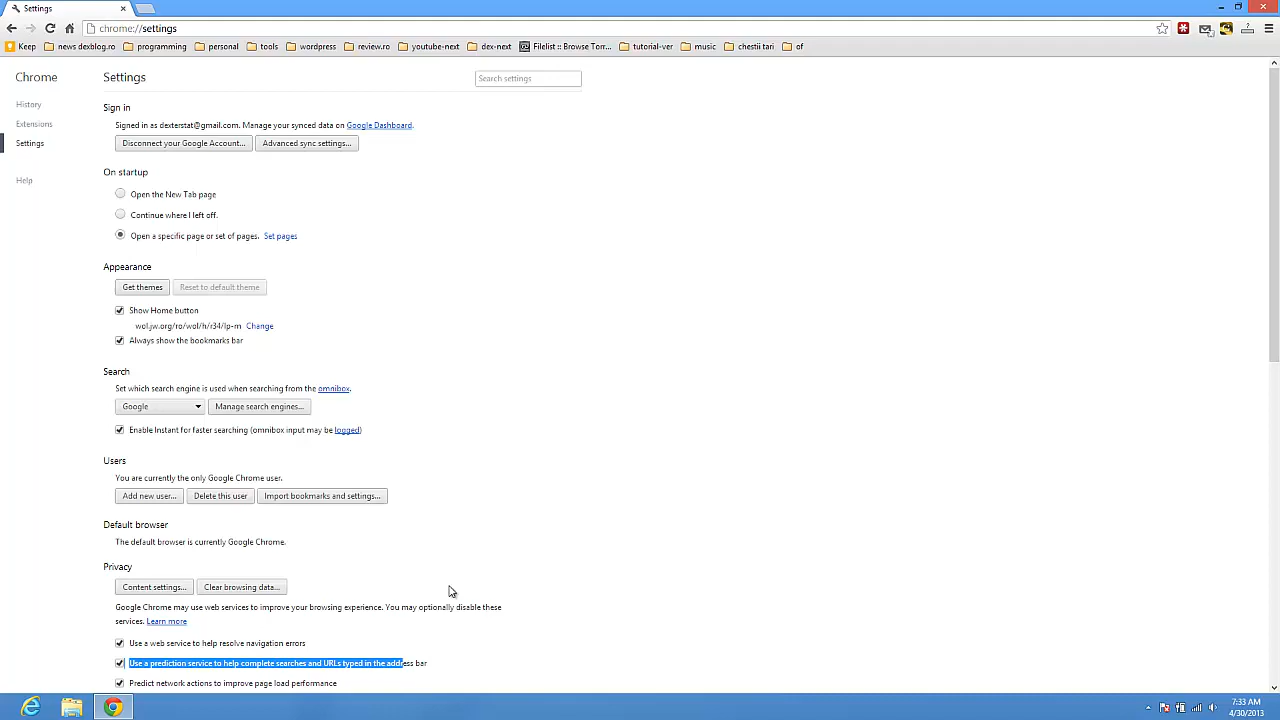 Settings
chrome://settings
Keep news dexblog.ro programming personal tools wordpress review.ro youtube-next dex-next Filelist :: Browse Torr... tutorial-ver music chestii tari of
Chrome
History
Extensions
Settings
Help
Settings
Search settings
Sign in
Signed in as dexterstat@gmail.com. Manage your synced data on Google Dashboard.
Disconnect your Google Account... Advanced sync settings...
On startup
Open the New Tab page
Continue where I left off.
Open a specific page or set of pages. Set pages
Appearance
Get themes Reset to default theme
Show Home button
wol.jw.org/ro/wol/h/r34/lp-m Change
Always show the bookmarks bar
Search
Set which search engine is used when searching from the omnibox.
Google Manage search engines...
Enable Instant for faster searching (omnibox input may be logged)
Users
You are currently the only Google Chrome user.
Add new user... Delete this user Import bookmarks and settings...
Default browser
The default browser is currently Google Chrome.
Privacy
Content settings... Clear browsing data...
Google Chrome may use web services to improve your browsing experience. You may optionally disable these
services. Learn more
Use a web service to help resolve navigation errors
Use a prediction service to help complete searches and URLs typed in the address bar
Predict network actions to improve page load performance
7:33 AM
4/30/2013